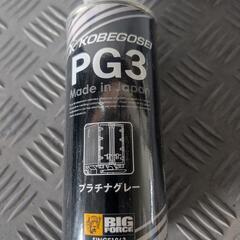 KOBEGOSEI
PG3
Made in Japan
プラチナグレー
BIG
FORCE